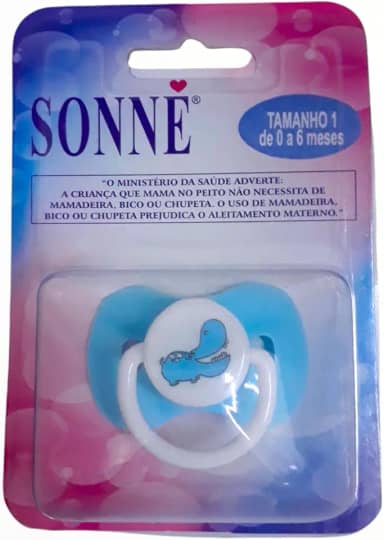 SONNE®
TAMANHO 1
de 0 a 6 meses
"O MINISTÉRIO DA SAÚDE ADVERTE:
A CRIANÇA QUE MAMA NO PEITO NÃO NECESSITA DE
MAMADEIRA, BICO OU CHUPETA. O USO DE MAMADEIRA,
BICO OU CHUPETA PREJUDICA O ALEITAMENTO MATERNO."